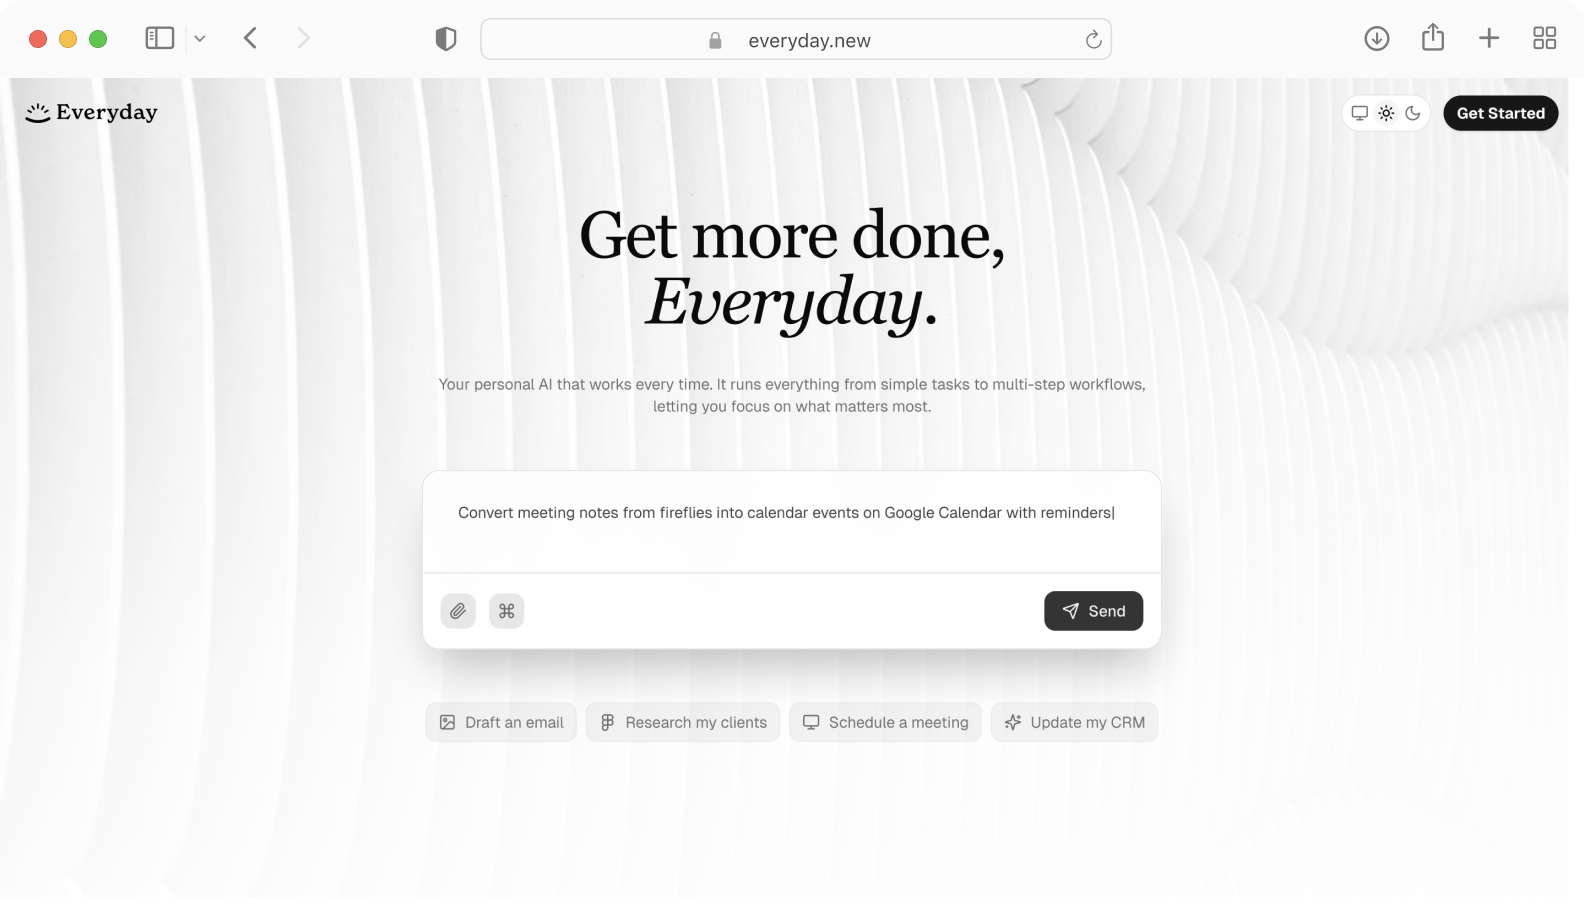 everyday.new
Everyday
Get Started
Get more done,
Everyday.
Your personal AI that works every time. It runs everything from simple tasks to multi-step workflows,
letting you focus on what matters most.
Convert meeting notes from fireflies into calendar events on Google Calendar with reminders|
Send
Draft an email
Research my clients
Schedule a meeting
Update my CRM